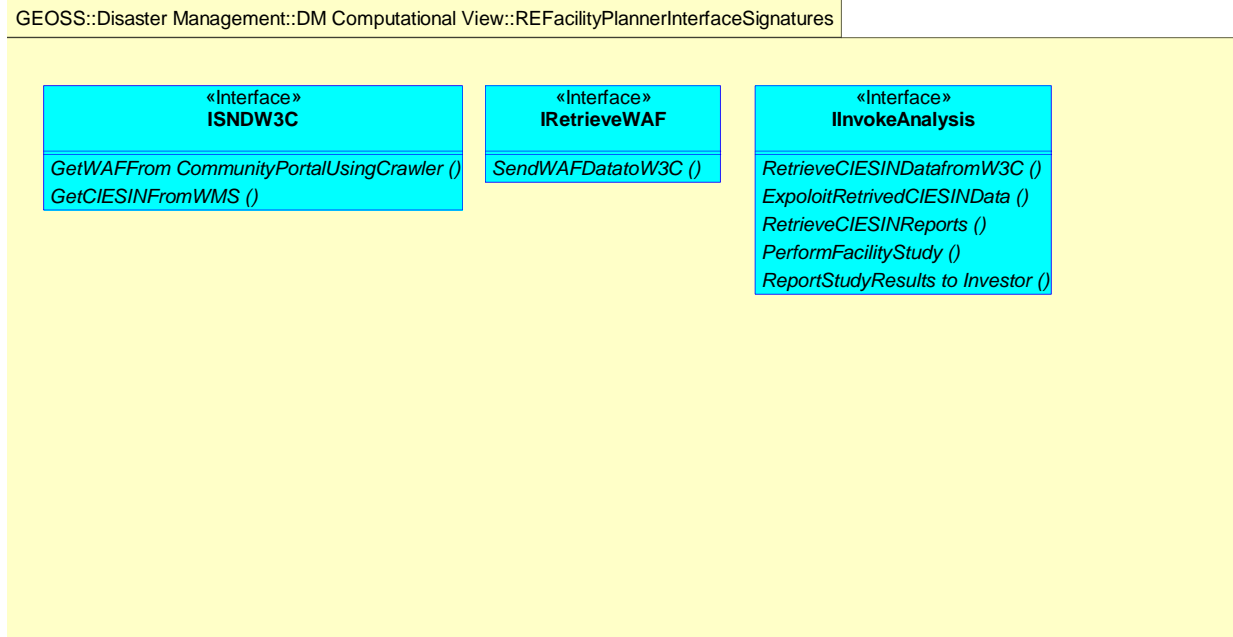 GEOSS::Disaster Management::DM Computational View::REFacilityPlannerInterfaceSignatures
«Interface»
ISNDW3C
GetWAFFrom CommunityPortalUsingCrawler ()
GetCIESINFromWMS ()
«Interface»
IRetrieveWAF
SendWAFDatatoW3C ()
«Interface»
IInvokeAnalysis
RetrieveCIESINDatafromW3C ()
ExpoloitRetrivedCIESINData ()
RetrieveCIESINReports ()
PerformFacilityStudy ()
ReportStudyResults to Investor ()